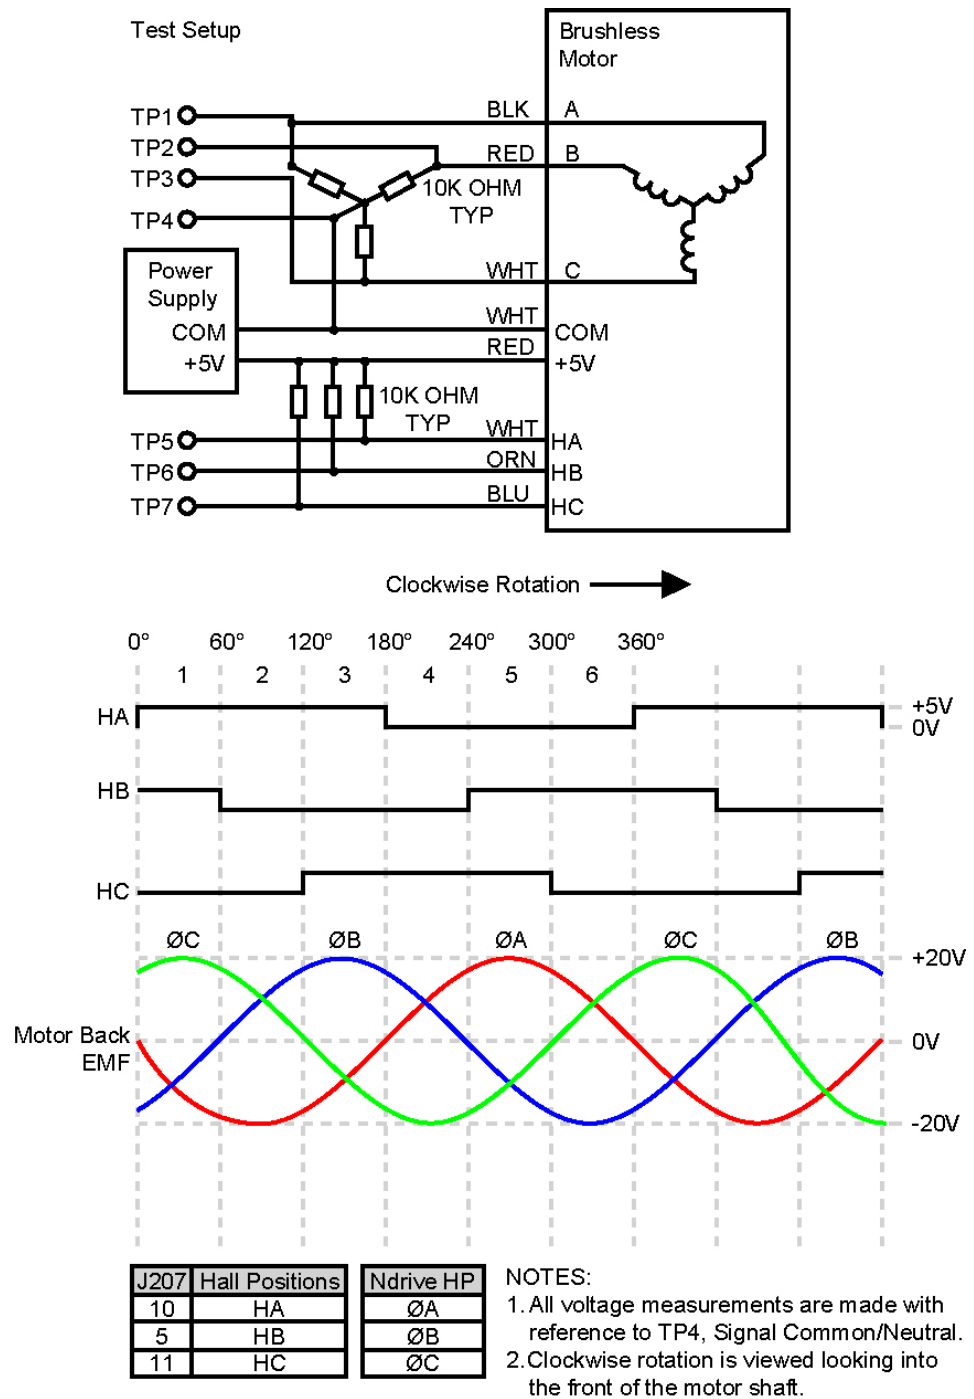 Test Setup
Brushless
Motor
TP1
BLK
A
TP2
RED
B
TP3
10K OHM
TYP
TP4
Power
Supply
WHT
C
COM
WHT
COM
+5V
RED
+5V
10K OHM
TYP
TP5
WHT
HA
TP6
ORN
HB
TP7
BLU
HC
Clockwise Rotation
0° 60° 120° 180° 240° 300° 360°
1 2 3 4 5 6
HA
+5V
0V
HB
HC
ØC ØB ØA ØC ØB
+20V
Motor Back
EMF
0V
-20V
J207 Hall Positions Ndrive HP
10 HA ØA
5 HB ØB
11 HC ØC
NOTES:
1. All voltage measurements are made with
reference to TP4, Signal Common/Neutral.
2. Clockwise rotation is viewed looking into
the front of the motor shaft.